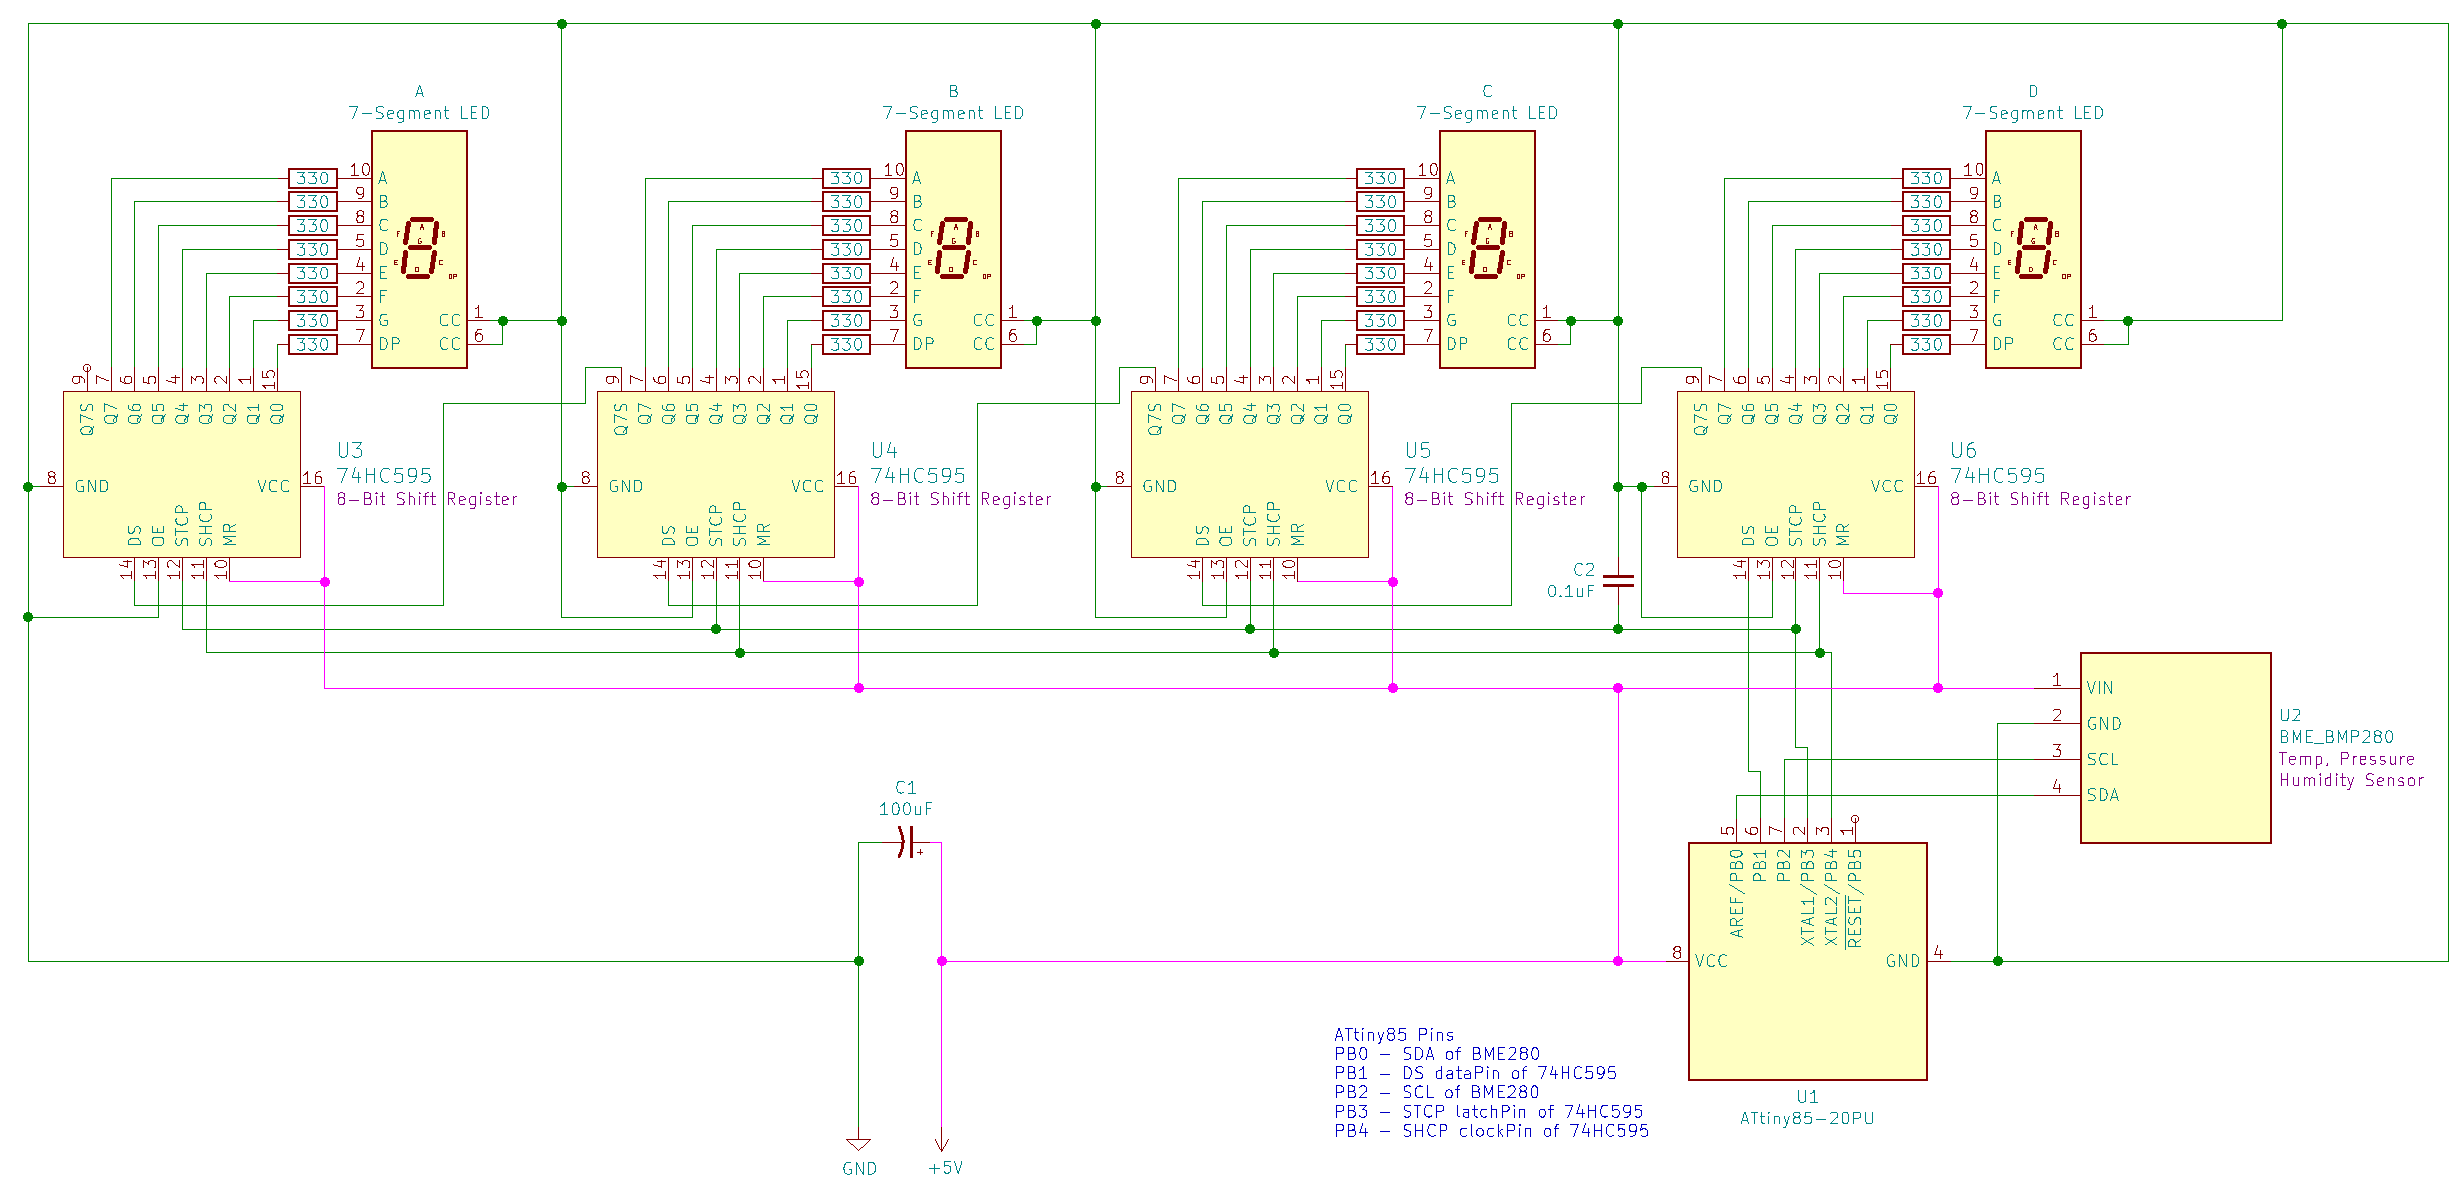 A
7-Segment LED
B
7-Segment LED
C
7-Segment LED
D
7-Segment LED
330 10 A
330 9 B
330 8 C
330 5 D
330 4 E
330 2 F
330 3 G CC 1
330 7 DP CC 6
A
F B
G
E C
D DP
330 10 A
330 9 B
330 8 C
330 5 D
330 4 E
330 2 F
330 3 G CC 1
330 7 DP CC 6
A
F B
G
E C
D DP
330 10 A
330 9 B
330 8 C
330 5 D
330 4 E
330 2 F
330 3 G CC 1
330 7 DP CC 6
A
F B
G
E C
D DP
330 10 A
330 9 B
330 8 C
330 5 D
330 4 E
330 2 F
330 3 G CC 1
330 7 DP CC 6
A
F B
G
E C
D DP
9 7 6 5 4 3 2 1 15
Q7S Q7 Q6 Q5 Q4 Q3 Q2 Q1 Q0
8 GND VCC 16
DS OE STCP SHCP MR
14 13 12 11 10
U3
74HC595
8-Bit Shift Register
9 7 6 5 4 3 2 1 15
Q7S Q7 Q6 Q5 Q4 Q3 Q2 Q1 Q0
8 GND VCC 16
DS OE STCP SHCP MR
14 13 12 11 10
U4
74HC595
8-Bit Shift Register
9 7 6 5 4 3 2 1 15
Q7S Q7 Q6 Q5 Q4 Q3 Q2 Q1 Q0
8 GND VCC 16
DS OE STCP SHCP MR
14 13 12 11 10
U5
74HC595
8-Bit Shift Register
9 7 6 5 4 3 2 1 15
Q7S Q7 Q6 Q5 Q4 Q3 Q2 Q1 Q0
8 GND VCC 16
DS OE STCP SHCP MR
14 13 12 11 10
U6
74HC595
8-Bit Shift Register
C2
0.1uF
1 VIN
2 GND
3 SCL
4 SDA
U2
BME_BMP280
Temp, Pressure
Humidity Sensor
C1
100uF
+
5 6 7 2 3 1
AREF/PB0 PB1 PB2 XTAL1/PB3 XTAL2/PB4 RESET/PB5
8 VCC GND 4
U1
ATtiny85-20PU
ATtiny85 Pins
PB0 - SDA of BME280
PB1 - DS dataPin of 74HC595
PB2 - SCL of BME280
PB3 - STCP latchPin of 74HC595
PB4 - SHCP clockPin of 74HC595
GND
+5V